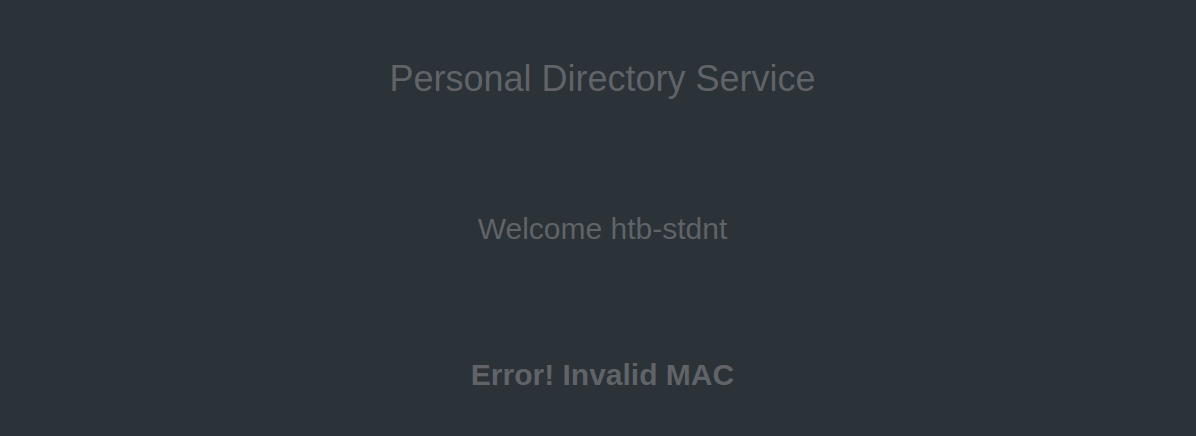 Personal Directory Service
Welcome htb-stdnt
Error! Invalid MAC